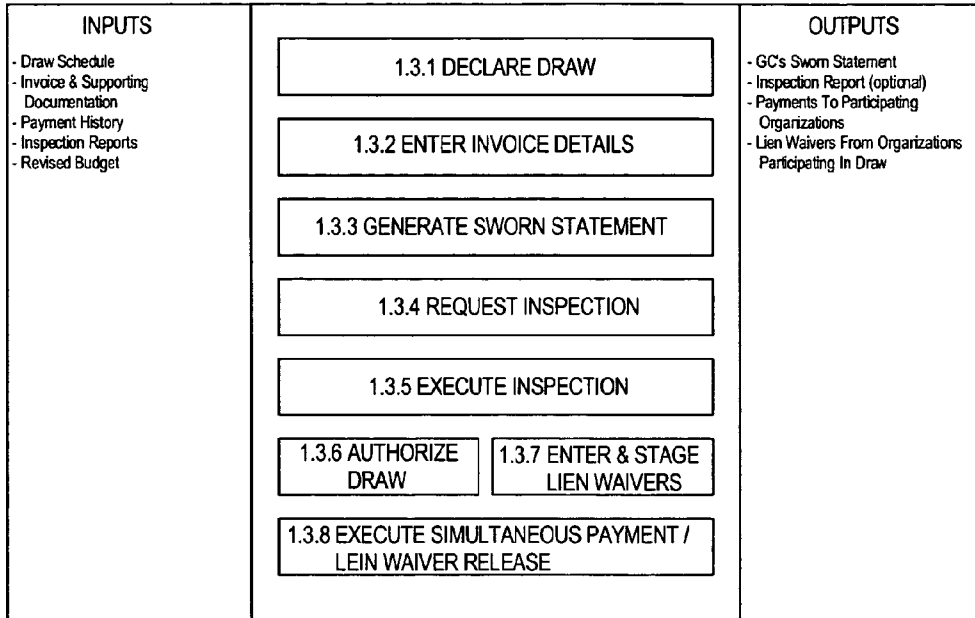 INPUTS
- Draw Schedule
- Invoice & Supporting
Documentation
- Payment History
- Inspection Reports
- Revised Budget
1.3.1 DECLARE DRAW
1.3.2 ENTER INVOICE DETAILS
1.3.3 GENERATE SWORN STATEMENT
1.3.4 REQUEST INSPECTION
1.3.5 EXECUTE INSPECTION
1.3.6 AUTHORIZE
DRAW
1.3.7 ENTER & STAGE
LIEN WAIVERS
1.3.8 EXECUTE SIMULTANEOUS PAYMENT /
LEIN WAIVER RELEASE
OUTPUTS
- GC's Sworn Statement
- Inspection Report (optional)
- Payments To Participating
Organizations
- Lien Waivers From Organizations
Participating In Draw